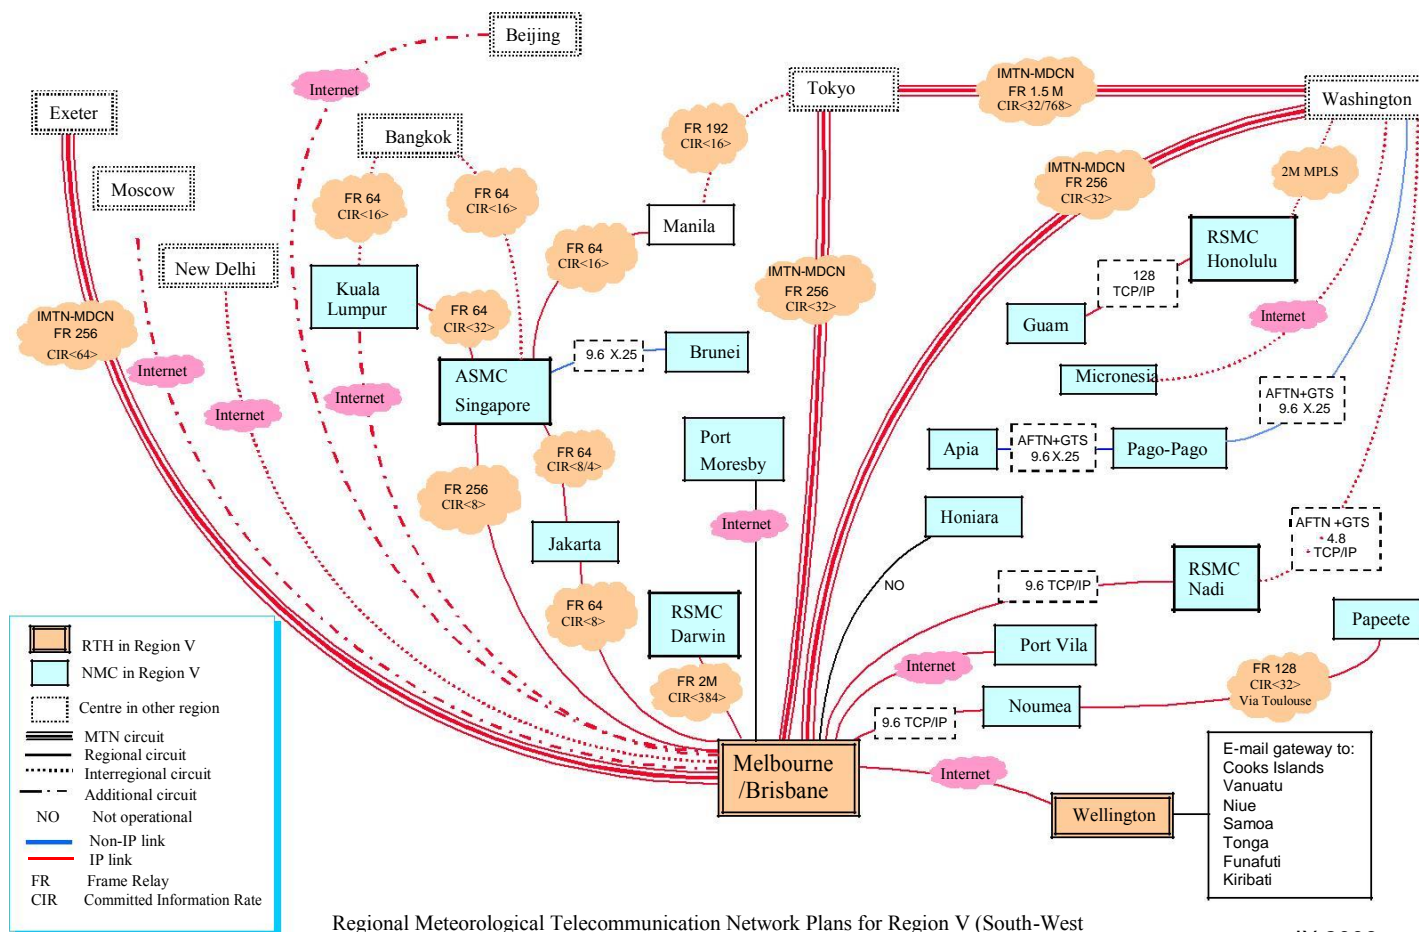 Beijing
Internet
Exeter
Tokyo
IMTN-MDCN
FR 1.5 M
CIR<32/768>
Washington
Bangkok
FR 192
CIR<16>
Moscow
FR 64
CIR<16>
FR 64
CIR<16>
IMTN-MDCN
FR 256
CIR<32>
2M MPLS
Manila
New Delhi
FR 64
CIR<16>
RSMC
Honolulu
Kuala
Lumpur
IMTN-MDCN
FR 256
CIR<32>
128
TCP/IP
IMTN-MDCN
FR 256
CIR<64>
FR 64
CIR<32>
Guam
Internet
9.6 X.25
Brunei
Internet
ASMC
Singapore
Micronesia
Internet
Internet
AFTN+GTS
9.6 X.25
Port
Moresby
Apia
AFTN+GTS
9.6 X.25
Pago-Pago
FR 64
CIR<8/4>
FR 256
CIR<8>
Internet
Honiara
Jakarta
AFTN +GTS
4.8
TCP/IP
NO
9.6 TCP/IP
RSMC
Nadi
FR 64
CIR<8>
RSMC
Darwin
Papeete
Port Vila
Internet
FR 2M
CIR<384>
FR 128
CIR<32>
Via Toulouse
Noumea
9.6 TCP/IP
Melbourne
/Brisbane
Internet
Wellington
E-mail gateway to:
Cooks Islands
Vanuatu
Niue
Samoa
Tonga
Funafuti
Kiribati
RTH in Region V
NMC in Region V
Centre in other region
MTN circuit
Regional circuit
Interregional circuit
Additional circuit
NO Not operational
Non-IP link
IP link
FR Frame Relay
CIR Committed Information Rate
Regional Meteorological Telecommunication Network Plans for Region V (South-West